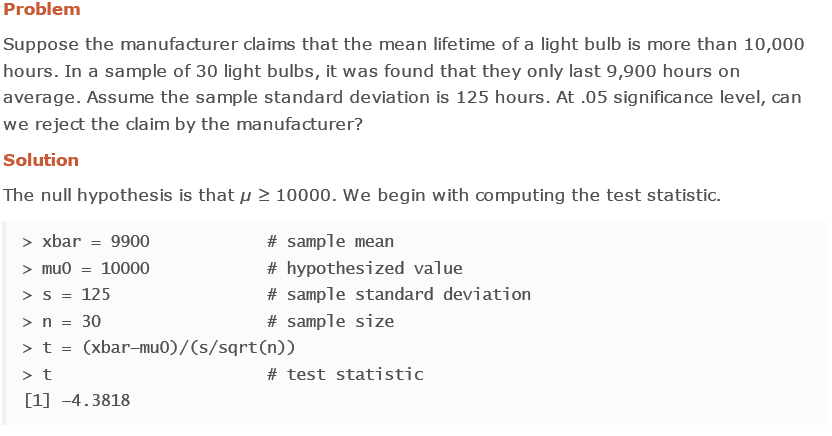 Problem
Suppose the manufacturer claims that the mean lifetime of a light bulb is more than 10,000
hours. In a sample of 30 light bulbs, it was found that they only last 9,900 hours on
average. Assume the sample standard deviation is 125 hours. At .05 significance level, can
we reject the claim by the manufacturer?
Solution
The null hypothesis is that μ ≥ 10000. We begin with computing the test statistic.
> xbar = 9900            # sample mean
> mu0 = 10000            # hypothesized value
> s = 125                # sample standard deviation
> n = 30                 # sample size
> t = (xbar−mu0)/(s/sqrt(n))
> t                      # test statistic
[1] −4.3818